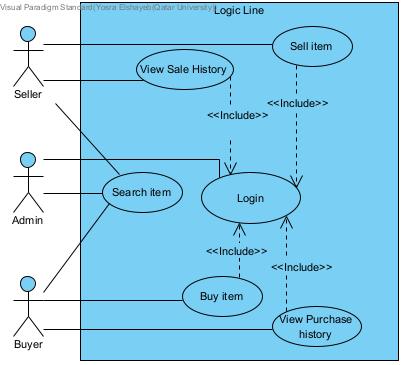 Visual Paradigm Standard(Yosra Elshayeb(Qatar University))
Logic Line
Sell item
View Sale History
Seller
<<Include>>
<<Include>>
Search item
Login
Admin
<<Include>>
<<Include>>
Buy item
View Purchase
history
Buyer